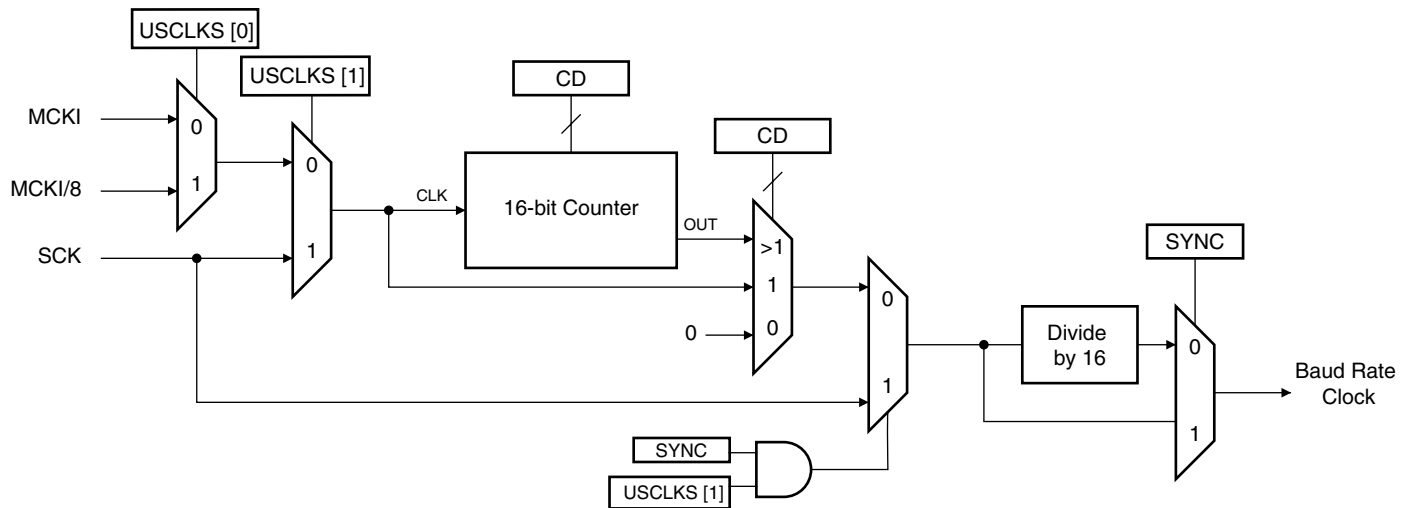 USCLKS [0]
USCLKS [1]
CD
CD
MCKI
0
0
MCKI/8
1
CLK
16-bit Counter
OUT
SYNC
SCK
1
>1
1
0
0
0
Divide
by 16
0
1
Baud Rate
Clock
1
SYNC
USCLKS [1]